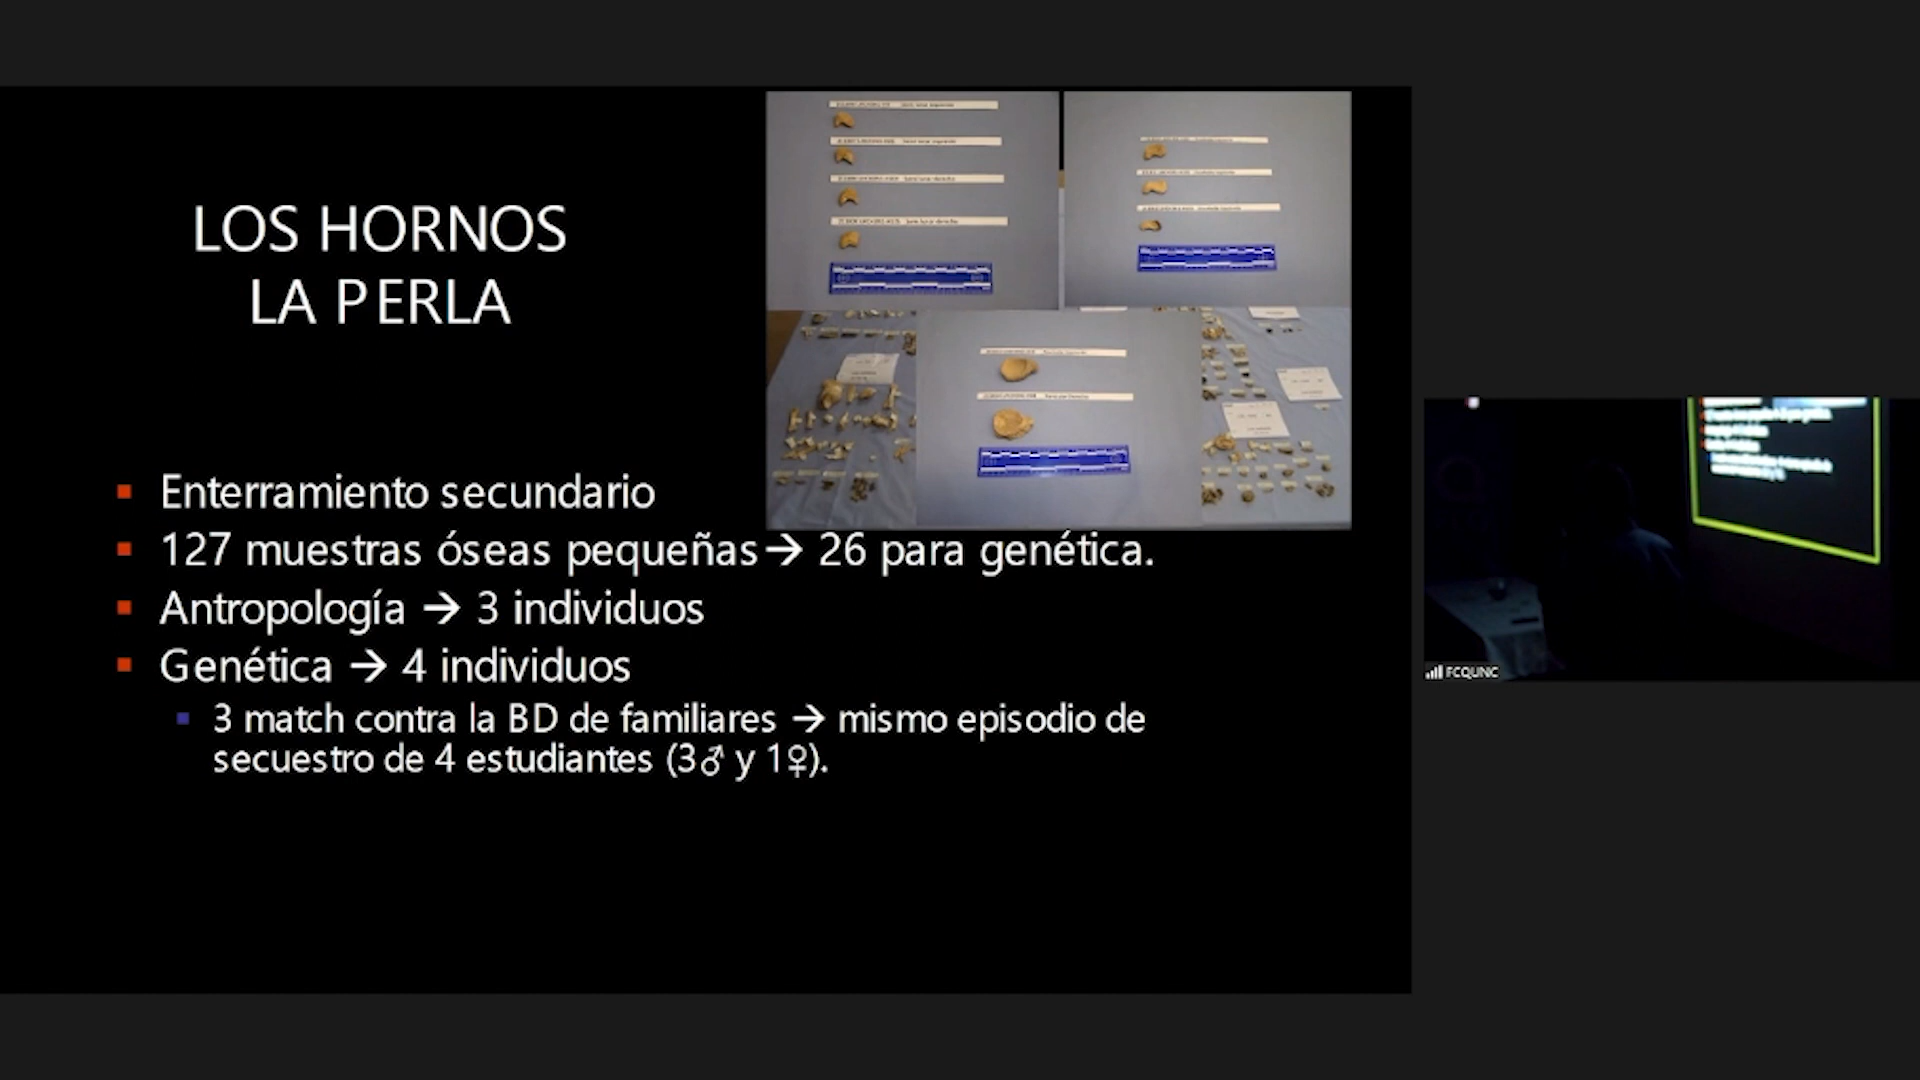 LOS HORNOS
LA PERLA
Enterramiento secundario
127 muestras óseas pequeñas→ 26 para genética.
Antropología → 3 individuos
Genética → 4 individuos
3 match contra la BD de familiares → mismo episodio de
secuestro de 4 estudiantes (3♂ y 1♀).
FCQUNC